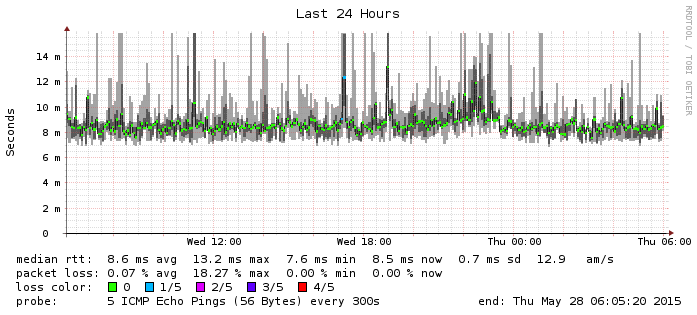 Last 24 Hours
RRDTOOL / TOBI OETIKER
Seconds
14 m
12 m
10 m
8 m
6 m
4 m
2 m
0
Wed 12:00 Wed 18:00 Thu 00:00 Thu 06:00
median rtt: 8.6 ms avg 13.2 ms max 7.6 ms min 8.5 ms now 0.7 ms sd 12.9 am/s
packet loss: 0.07 % avg 18.27 % max 0.00 % min 0.00 % now
loss color: 0 1/5 2/5 3/5 4/5
probe: 5 ICMP Echo Pings (56 Bytes) every 300s end: Thu May 28 06:05:20 2015